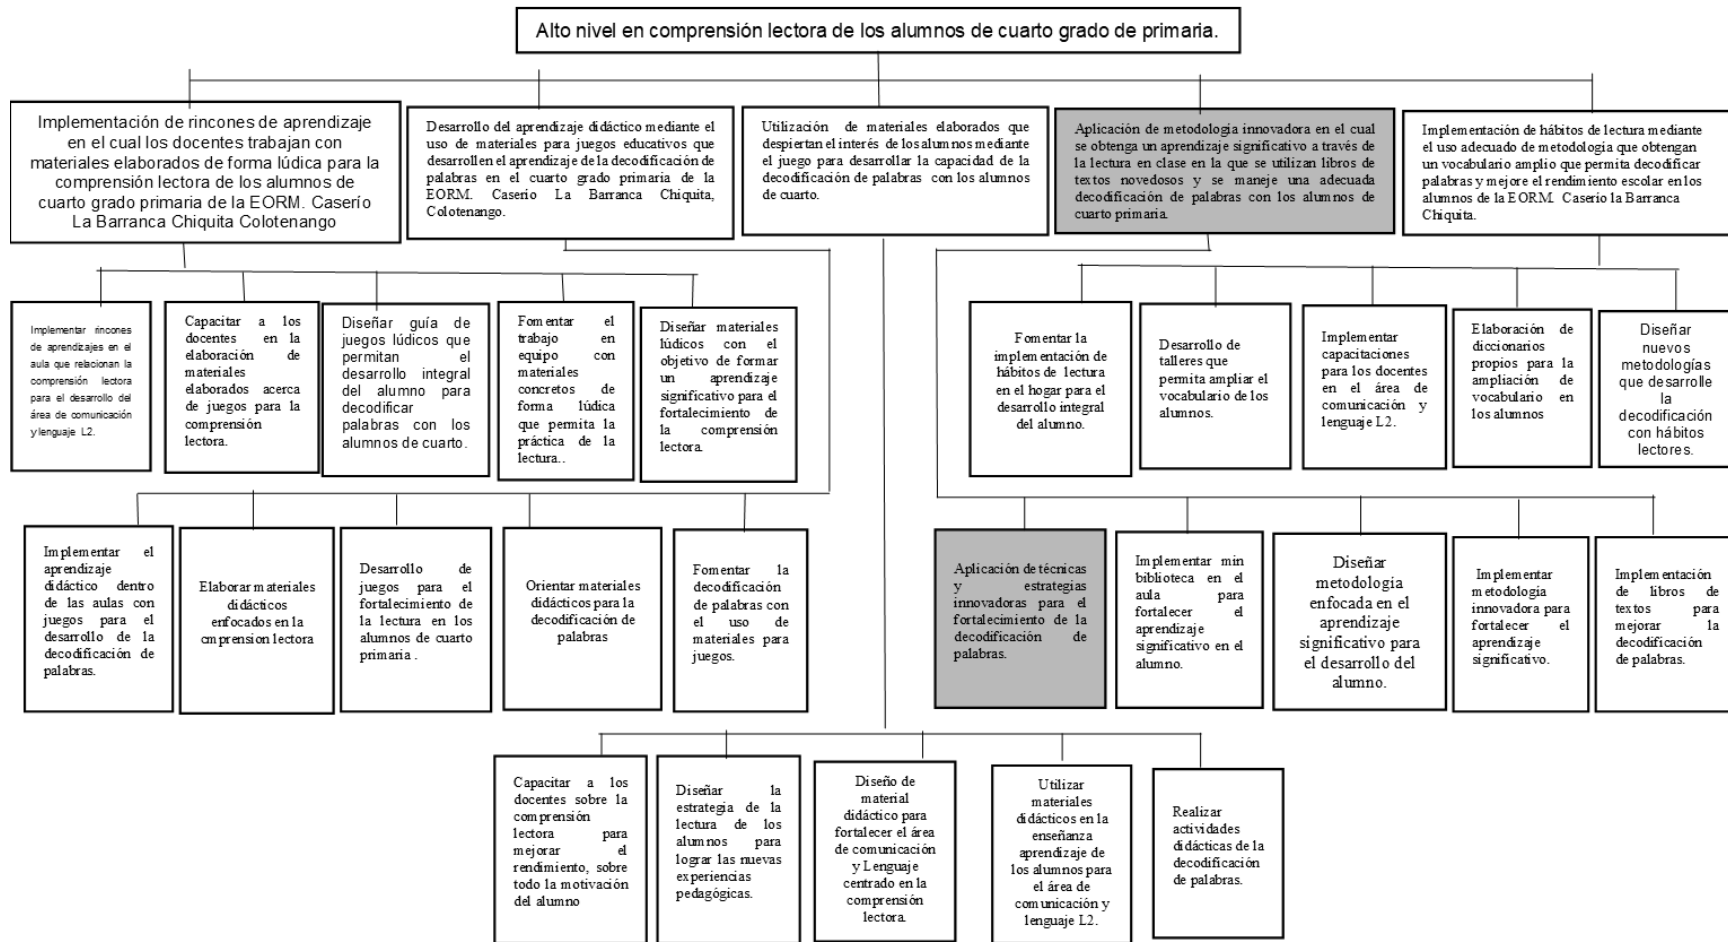 Alto nivel en comprensión lectora de los alumnos de cuarto grado de primaria.
Implementación de rincones de aprendizaje
en el cual los docentes trabajan con
materiales elaborados de forma lúdica para la
comprensión lectora de los alumnos de
cuarto grado primaria de la EORM. Caserío
La Barranca Chiquita Colotenango
Desarrollo del aprendizaje didáctico mediante el
uso de materiales para juegos educativos que
desarrollen el aprendizaje de la decodificación de
palabras en el cuarto grado primaria de la
EORM. Caserío La Barranca Chiquita,
Colotenango.
Utilización de materiales elaborados que
despiertan el interés de los alumnos mediante
el juego para desarrollar la capacidad de la
decodificación de palabras con los alumnos
de cuarto.
Aplicación de metodología innovadora en el cual
se obtenga un aprendizaje significativo a través de
la lectura en clase en la que se utilizan libros de
textos novedosos y se maneje una adecuada
decodificación de palabras con los alumnos de
cuarto primaria.
Implementación de hábitos de lectura mediante
el uso adecuado de metodología que obtengan
un vocabulario amplio que permita decodificar
palabras y mejore el rendimiento escolar en los
alumnos de la EORM. Caserío la Barranca
Chiquita.
Implementar rincones
de aprendizajes en el
aula que relacionan la
comprensión lectora
para el desarrollo del
área de comunicación
y lenguaje L2.
Capacitar a los
docentes en la
elaboración de
materiales
elaborados acerca
de juegos para la
comprensión
lectora.
Diseñar guía de
juegos lúdicos que
permitan el
desarrollo integral
del alumno para
decodificar
palabras con los
alumnos de cuarto.
Fomentar el
trabajo en
equipo con
materiales
concretos de
forma lúdica
que permita la
práctica de la
lectura..
Diseñar materiales
lúdicos con el
objetivo de formar
un aprendizaje
significativo para el
fortalecimiento de
la comprensión
lectora.
Fomentar la
implementación de
hábitos de lectura
en el hogar para el
desarrollo integral
del alumno.
Desarrollo de
talleres que
permita ampliar el
vocabulario de los
alumnos.
Implementar
capacitaciones
para los docentes
en el área de
comunicación y
lenguaje L2.
Elaboración de
diccionarios
propios para la
ampliación de
vocabulario en
los alumnos
Diseñar
nuevos
metodologías
que desarrolle
la
decodificación
con hábitos
lectores.
Implementar el
aprendizaje
didáctico dentro
de las aulas con
juegos para el
desarrollo de la
decodificación de
palabras.
Elaborar materiales
didácticos
enfocados en la
cmprension lectora
Desarrollo de
juegos para el
fortalecimiento de
la lectura en los
alumnos de cuarto
primaria .
Orientar materiales
didácticos para la
decodificación de
palabras
Fomentar la
decodificación
de palabras con
el uso de
materiales para
juegos.
Aplicación de técnicas
y estrategias
innovadoras para el
fortalecimiento de la
decodificación de
palabras.
Implementar min
biblioteca en el
aula para
fortalecer el
aprendizaje
significativo en el
alumno.
Diseñar
metodología
enfocada en el
aprendizaje
significativo para
el desarrollo del
alumno.
Implementar
metodología
innovadora para
fortalecer el
aprendizaje
significativo.
Implementación
de libros de
textos para
mejorar la
decodificación
de palabras.
Capacitar a los
docentes sobre la
comprensión
lectora para
mejorar el
rendimiento, sobre
todo la motivación
del alumno
Diseñar la
estrategia de la
lectura de los
alumnos para
lograr las nuevas
experiencias
pedagógicas.
Diseño de
material
didáctico para
fortalecer el área
de comunicación
y Lenguaje
centrado en la
comprensión
lectora.
Utilizar
materiales
didácticos en la
enseñanza
aprendizaje de
los alumnos para
el área de
comunicación y
lenguaje L2.
Realizar
actividades
didácticas de la
decodificación
de palabras.